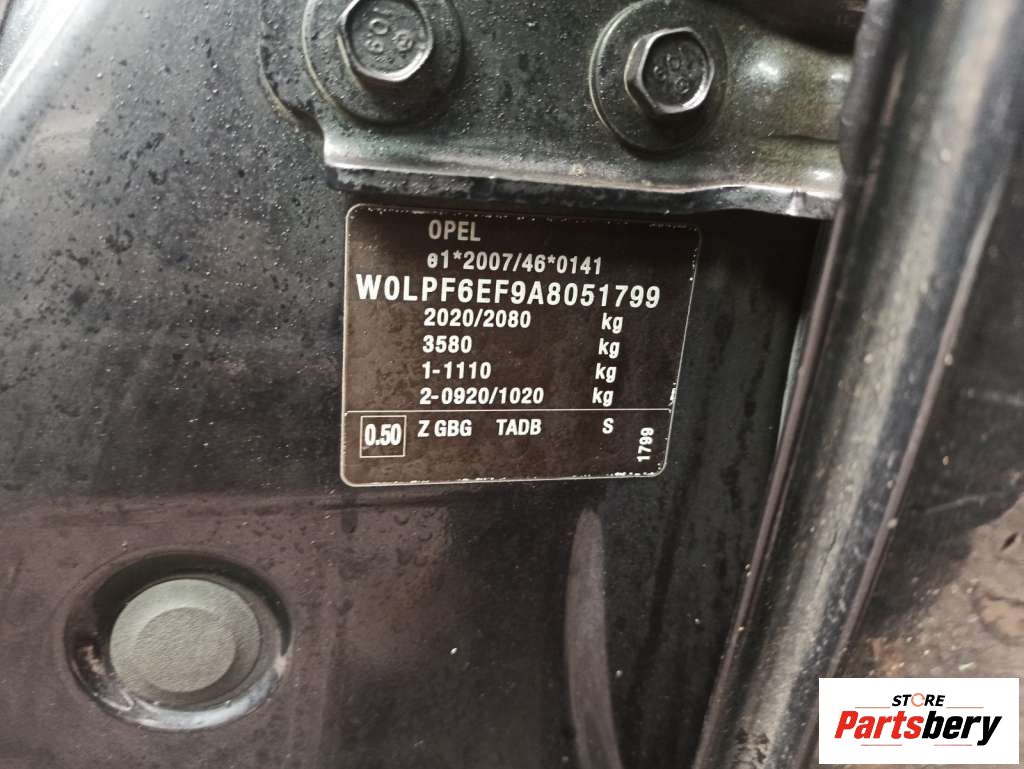 OPEL
e1*2007/46*0141
W0LPF6EF9A8051799
2020/2080 kg
3580 kg
1-1110 kg
2-0920/1020 kg
0.50 Z GBG TADB S
1799
STORE
Partsbery